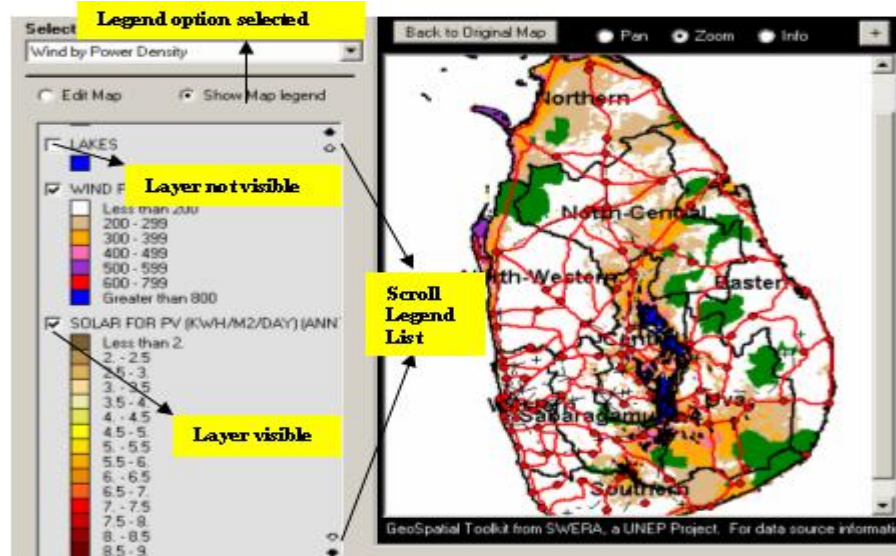 Legend option selected
Select
Wind by Power Density
Edit Map
Show Map legend
LAKES
Layer not visible
WIND
Less than 200
200 - 299
300 - 399
400 - 499
500 - 599
600 - 799
Greater than 800
SOLAR FOR PV (KWH/M2/DAY) (ANN
Less than 2.
2. - 2.5
2.5 - 3.
3. - 3.5
3.5 - 4.
4. - 4.5
4.5 - 5.
5. - 5.5
5.5 - 6.
6. - 6.5
6.5 - 7.
7. - 7.5
7.5 - 8.
8. - 8.5
8.5 - 9.
Layer visible
Scroll
Legend
List
Back to Original Map
Pan
Zoom
Info
+
Northern
North-Central
North-Western
Easter
Central
Uva
Sabaragamu
Southern
GeoSpatial Toolkit from SWERA, a UNEP Project. For data source informati